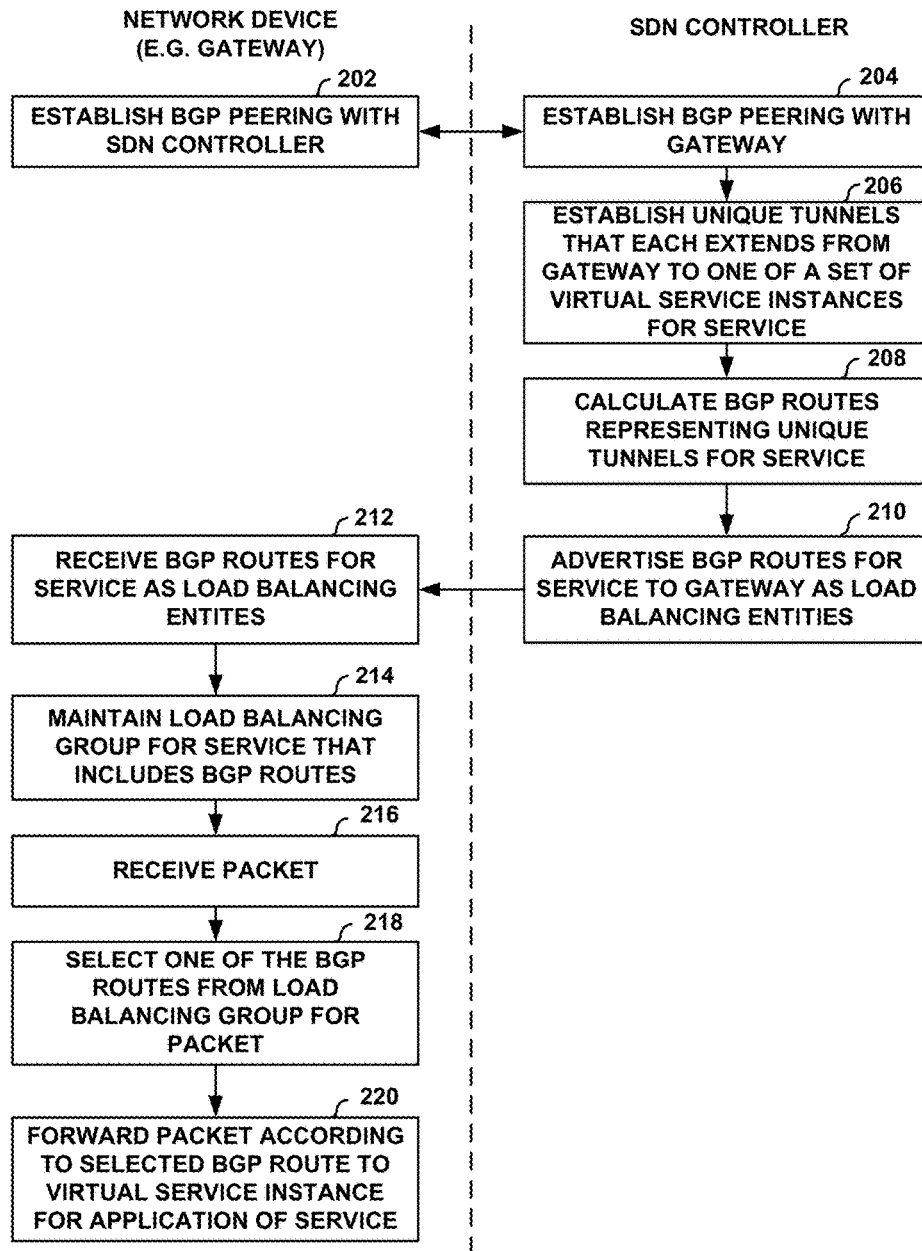 NETWORK DEVICE
(E.G. GATEWAY)
SDN CONTROLLER
202
ESTABLISH BGP PEERING WITH
SDN CONTROLLER
204
ESTABLISH BGP PEERING WITH
GATEWAY
206
ESTABLISH UNIQUE TUNNELS
THAT EACH EXTENDS FROM
GATEWAY TO ONE OF A SET OF
VIRTUAL SERVICE INSTANCES
FOR SERVICE
208
CALCULATE BGP ROUTES
REPRESENTING UNIQUE
TUNNELS FOR SERVICE
210
ADVERTISE BGP ROUTES FOR
SERVICE TO GATEWAY AS LOAD
BALANCING ENTITIES
212
RECEIVE BGP ROUTES FOR
SERVICE AS LOAD BALANCING
ENTITES
214
MAINTAIN LOAD BALANCING
GROUP FOR SERVICE THAT
INCLUDES BGP ROUTES
216
RECEIVE PACKET
218
SELECT ONE OF THE BGP
ROUTES FROM LOAD
BALANCING GROUP FOR
PACKET
220
FORWARD PACKET ACCORDING
TO SELECTED BGP ROUTE TO
VIRTUAL SERVICE INSTANCE
FOR APPLICATION OF SERVICE